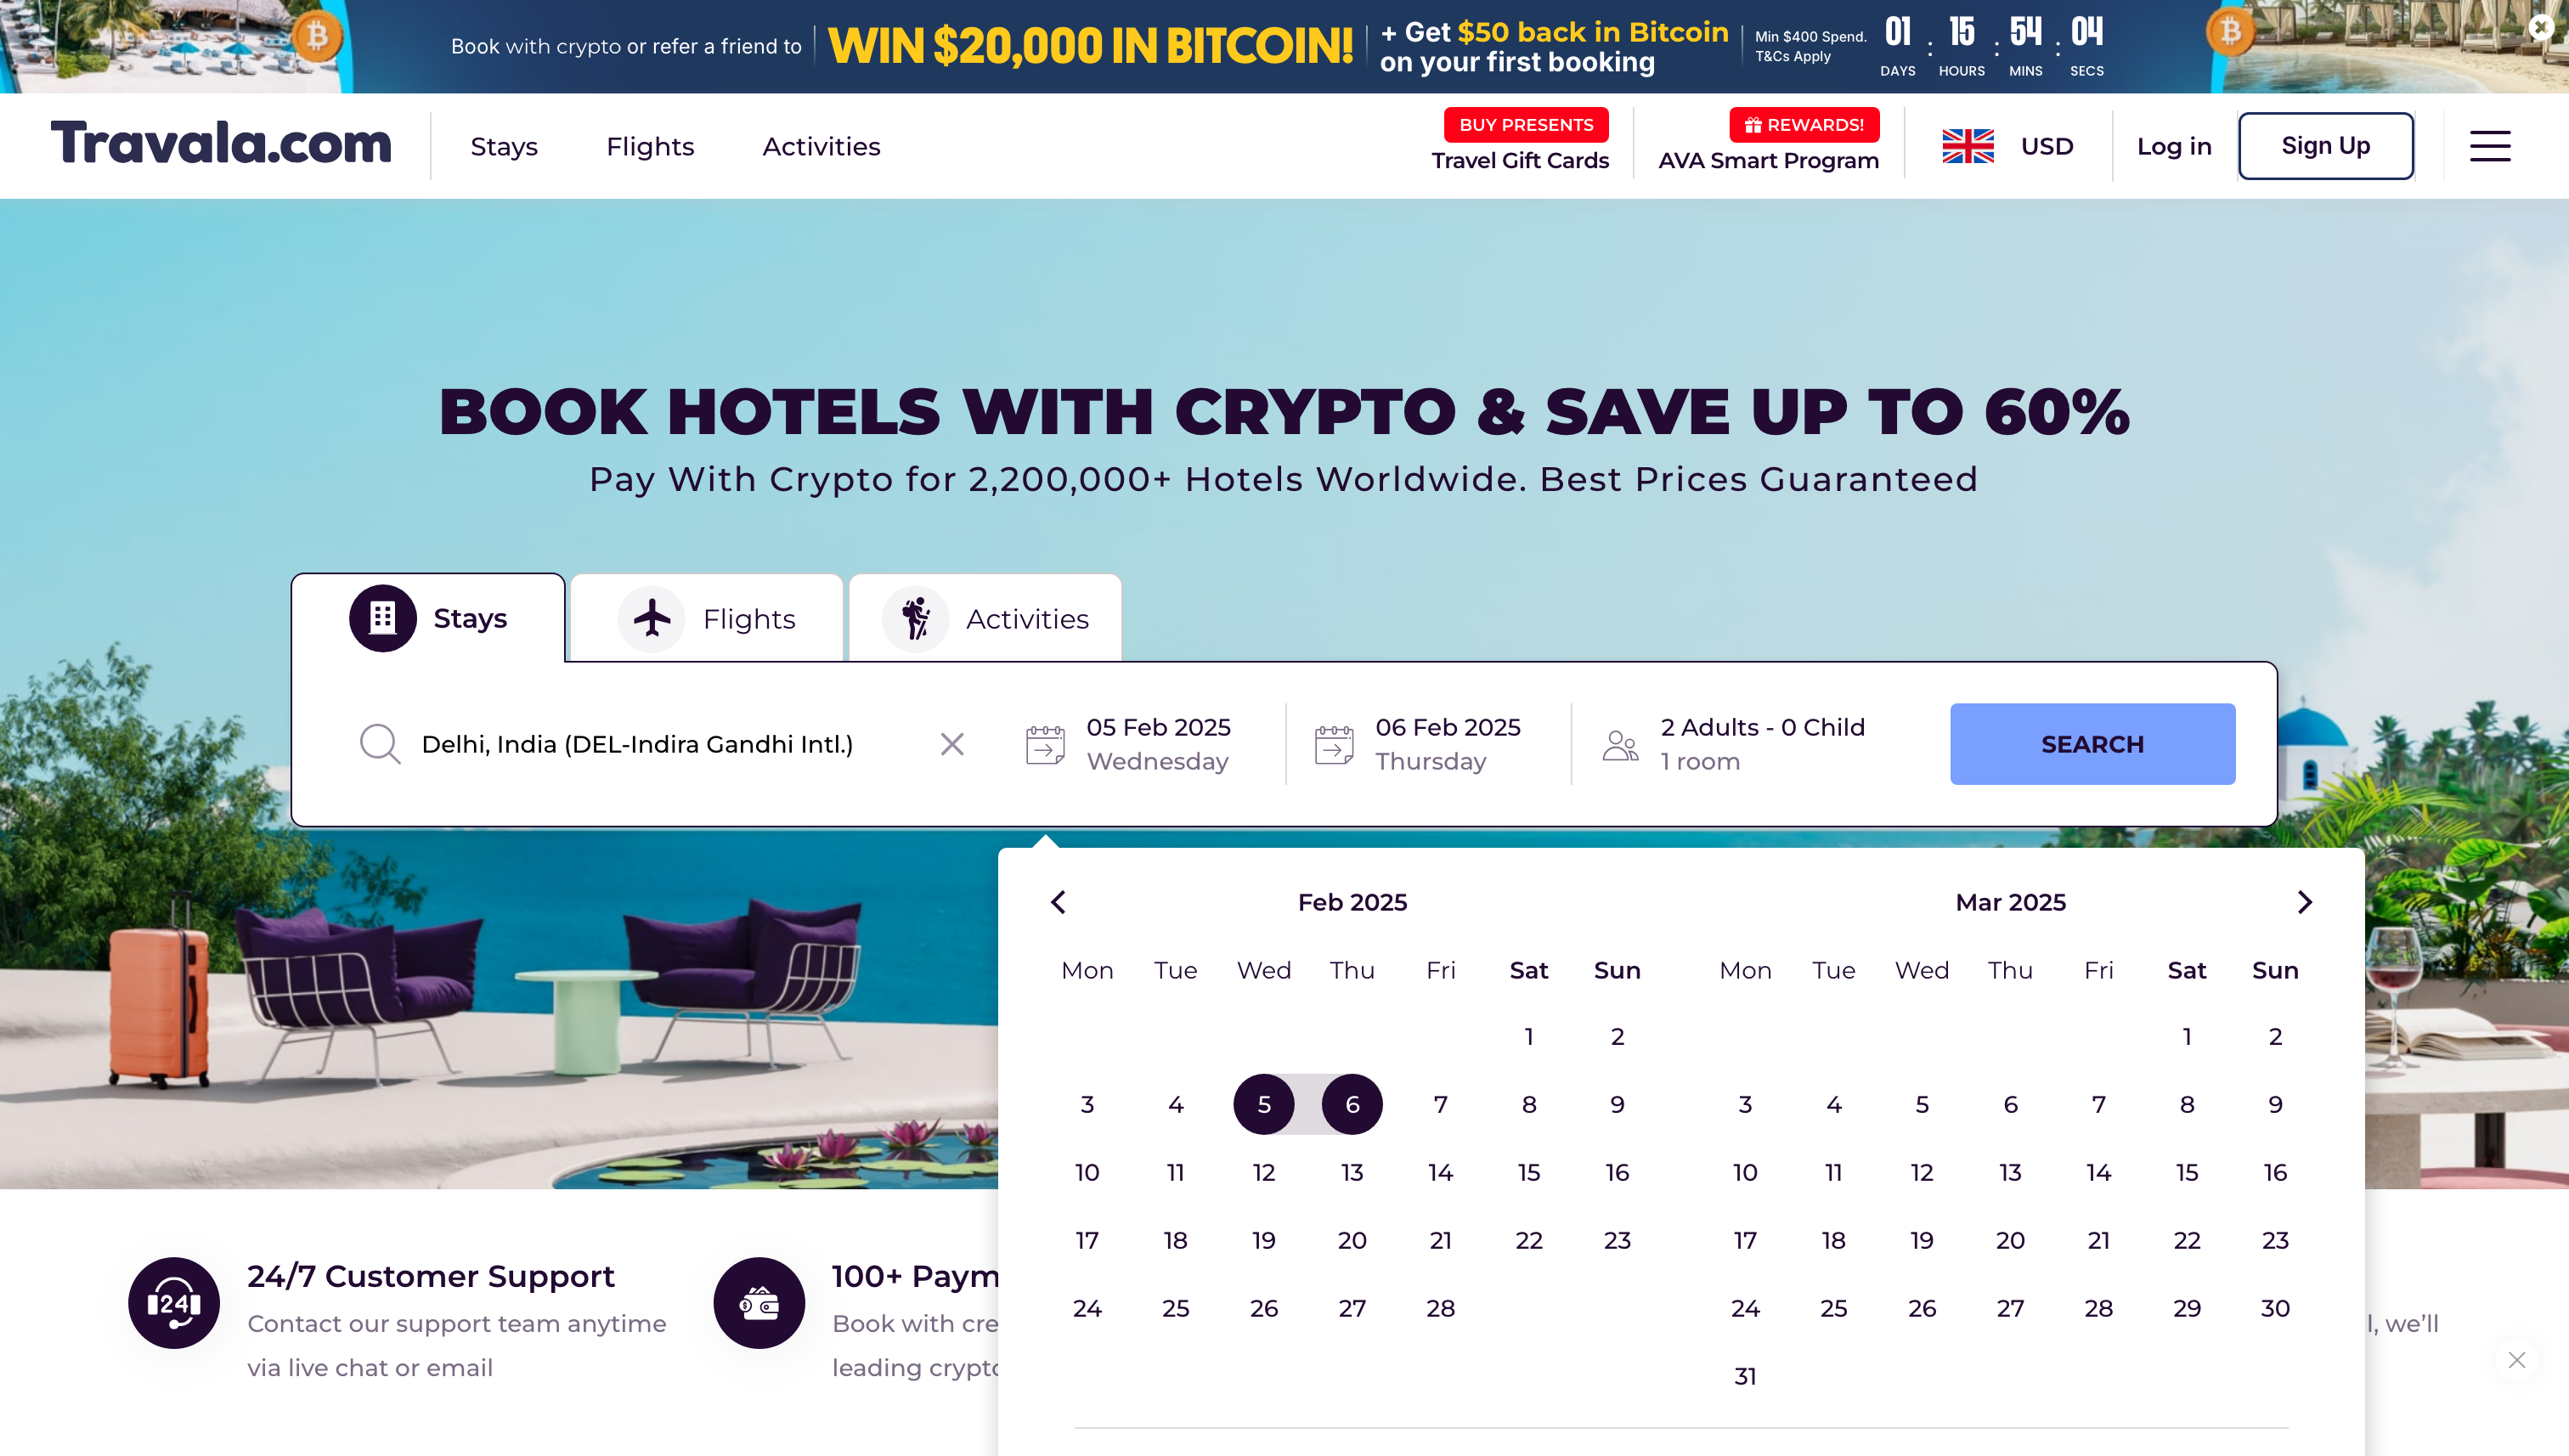 Book with crypto or refer a friend to
WIN $20,000 IN BITCOIN!
+ Get $50 back in Bitcoin
on your first booking
Min $400 Spend.
T&Cs Apply
01 : 15 : 54 : 04
DAYS HOURS MINS SECS
Travala.com
Stays
Flights
Activities
BUY PRESENTS
Travel Gift Cards
REWARDS!
AVA Smart Program
USD
Log in
Sign Up
BOOK HOTELS WITH CRYPTO & SAVE UP TO 60%
Pay With Crypto for 2,200,000+ Hotels Worldwide. Best Prices Guaranteed
Stays
Flights
Activities
Delhi, India (DEL-Indira Gandhi Intl.)
05 Feb 2025
Wednesday
06 Feb 2025
Thursday
2 Adults - 0 Child
1 room
SEARCH
Feb 2025
Mon Tue Wed Thu Fri Sat Sun
1 2
3 4 5 6 7 8 9
10 11 12 13 14 15 16
17 18 19 20 21 22 23
24 25 26 27 28
Mar 2025
Mon Tue Wed Thu Fri Sat Sun
1 2
3 4 5 6 7 8 9
10 11 12 13 14 15 16
17 18 19 20 21 22 23
24 25 26 27 28 29 30
31
24
24/7 Customer Support
Contact our support team anytime
via live chat or email
100+ Paym
Book with cre
leading crypto
l, we'll